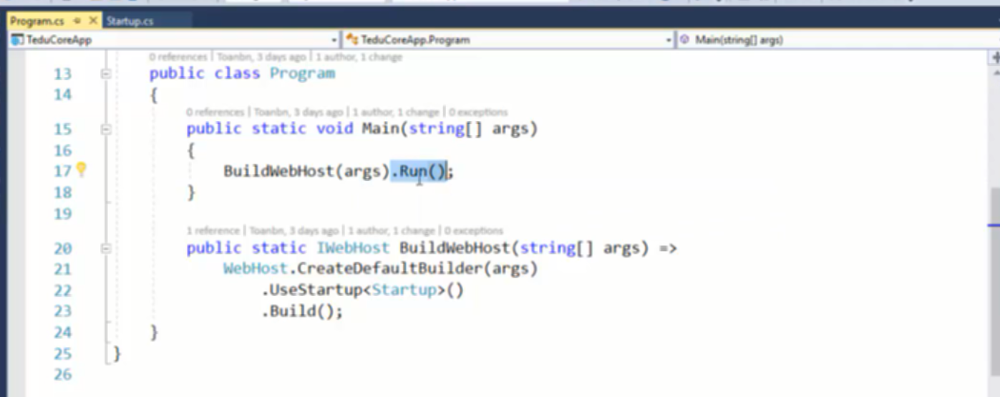 Program.cs Startup.cs
TeduCoreApp TeduCoreApp.Program Main(string[] args)
0 references | Toanbn, 3 days ago | 1 author, 1 change
13 public class Program
14 {
0 references | Toanbn, 3 days ago | 1 author, 1 change | 0 exceptions
15 public static void Main(string[] args)
16 {
17 BuildWebHost(args).Run();
18 }
19
1 reference | Toanbn, 3 days ago | 1 author, 1 change | 0 exceptions
20 public static IWebHost BuildWebHost(string[] args) =>
21 WebHost.CreateDefaultBuilder(args)
22 .UseStartup<Startup>()
23 .Build();
24 }
25 }
26